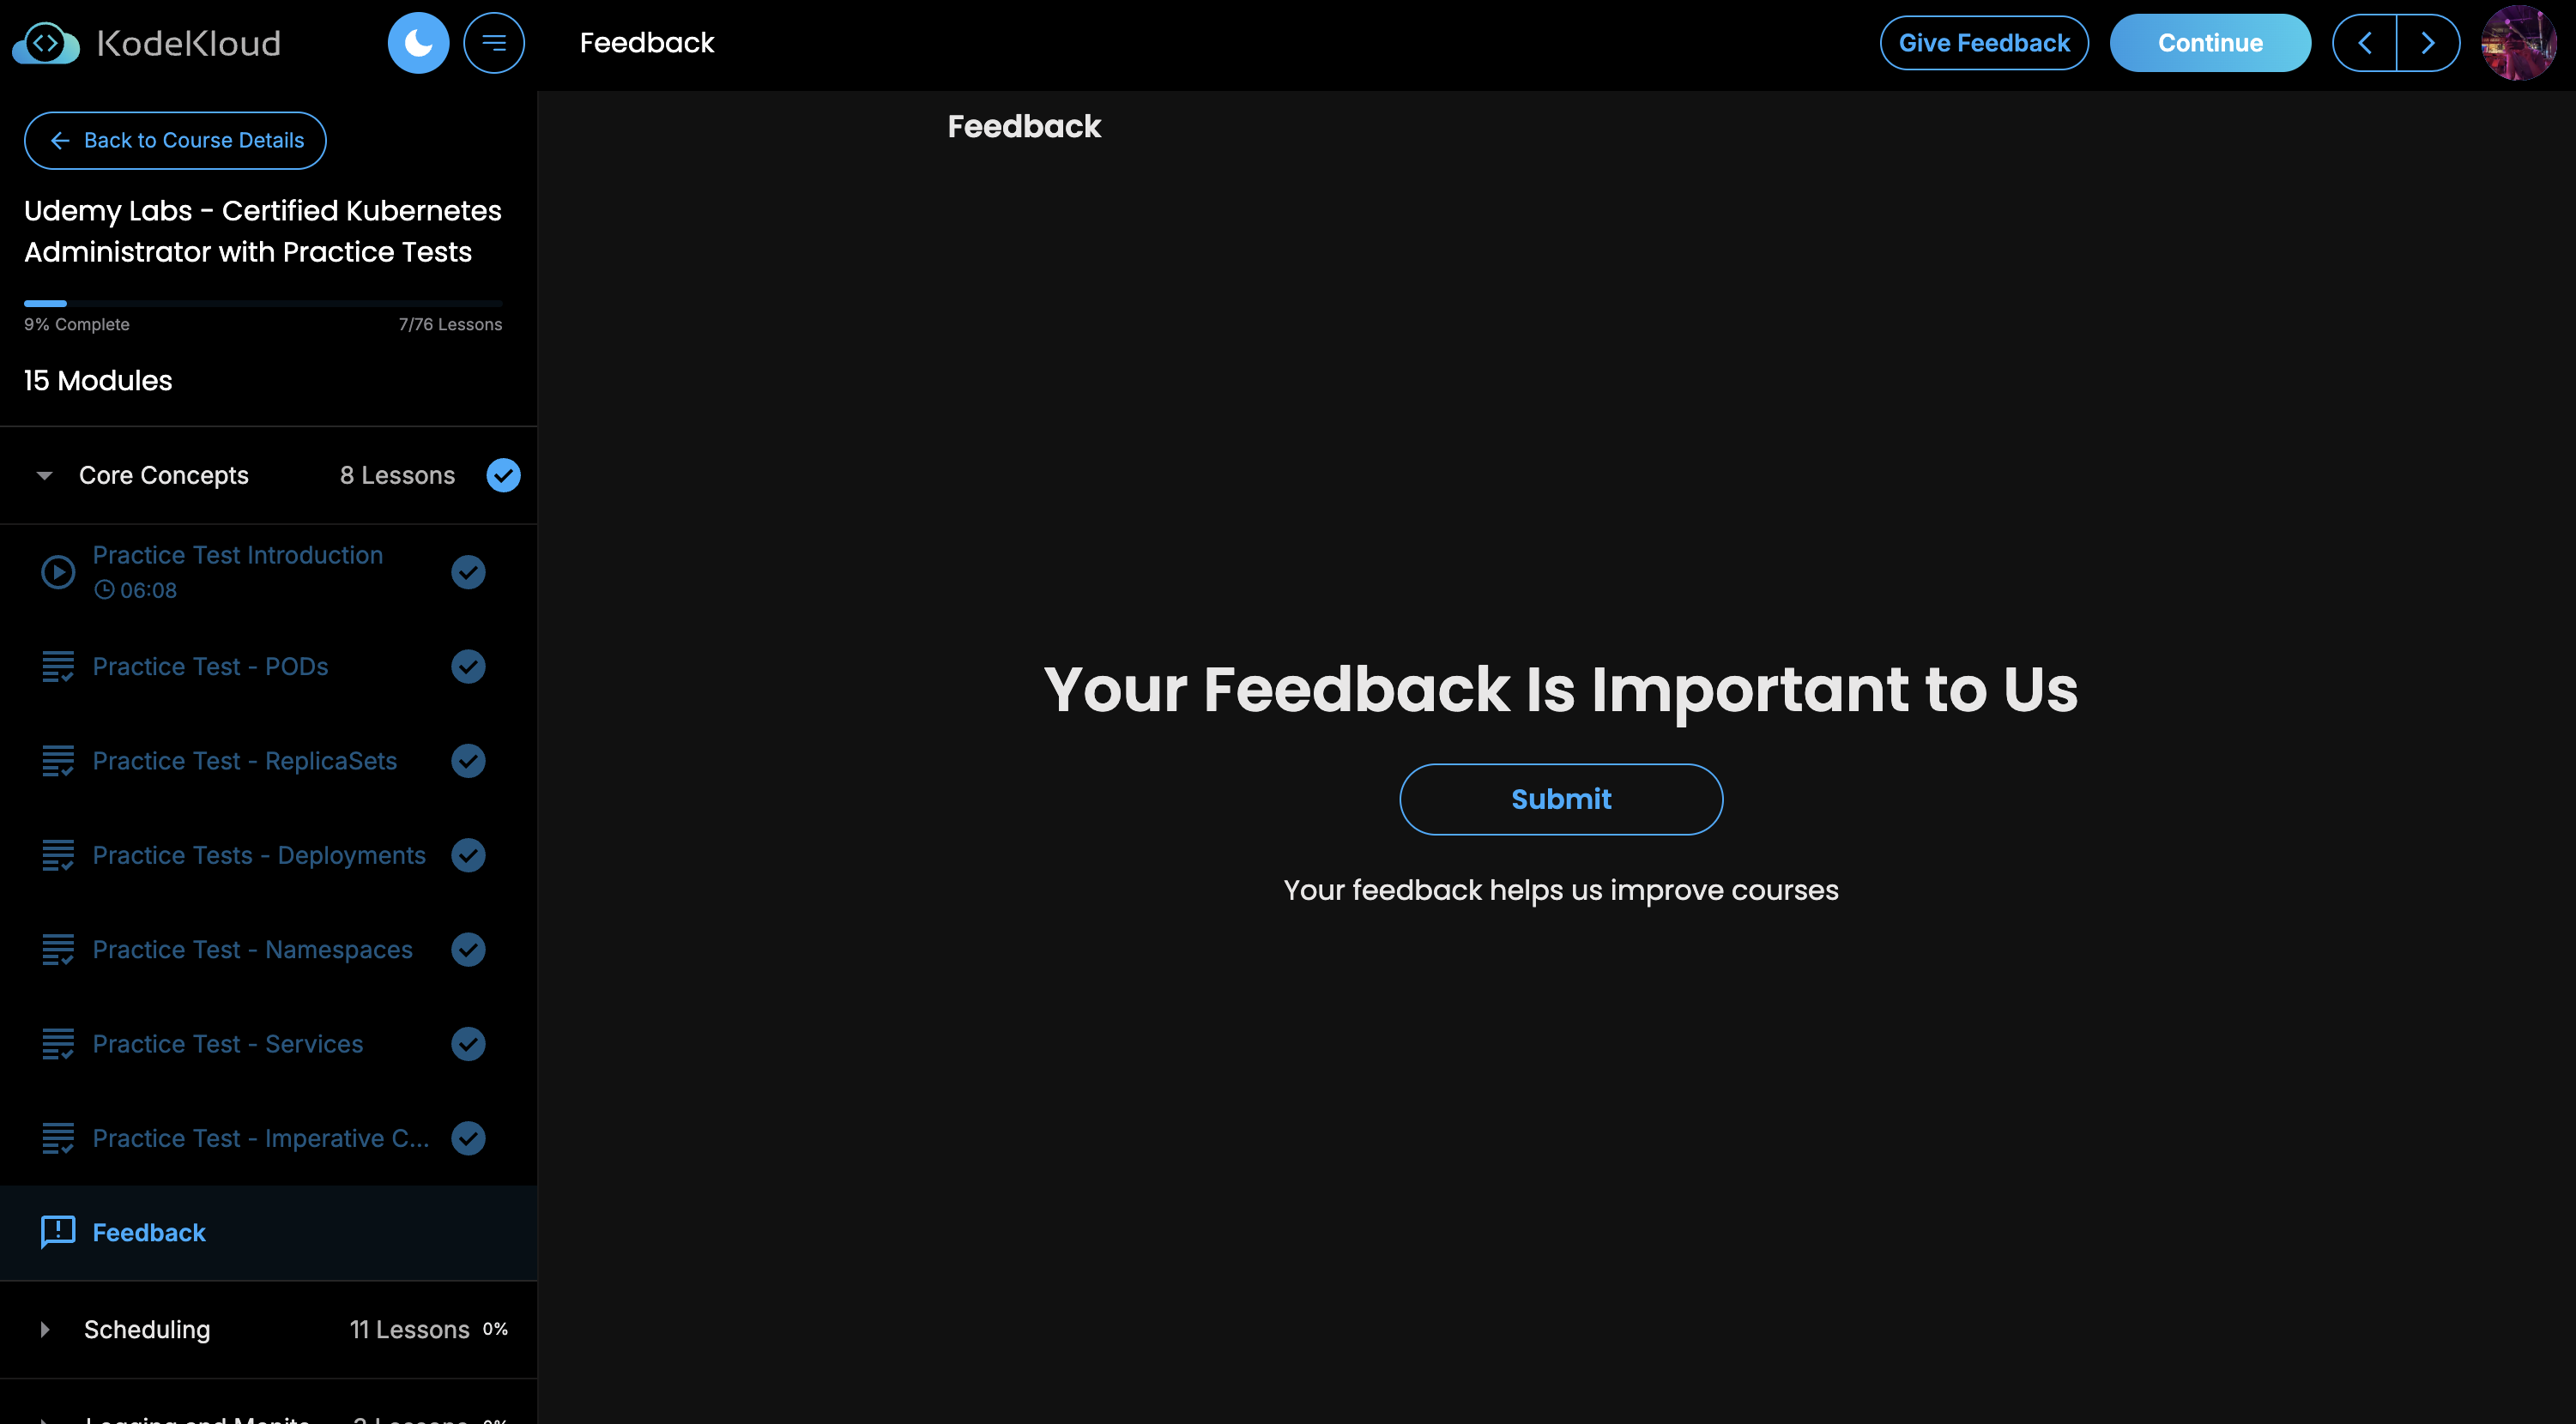 KodeKloud
Feedback
Give Feedback
Continue
Back to Course Details
Udemy Labs - Certified Kubernetes
Administrator with Practice Tests
9% Complete
7/76 Lessons
15 Modules
Core Concepts
8 Lessons
Practice Test Introduction
06:08
Practice Test - PODs
Practice Test - ReplicaSets
Practice Tests - Deployments
Practice Test - Namespaces
Practice Test - Services
Practice Test - Imperative C...
Feedback
Scheduling
11 Lessons
0%
Feedback
Your Feedback Is Important to Us
Submit
Your feedback helps us improve courses